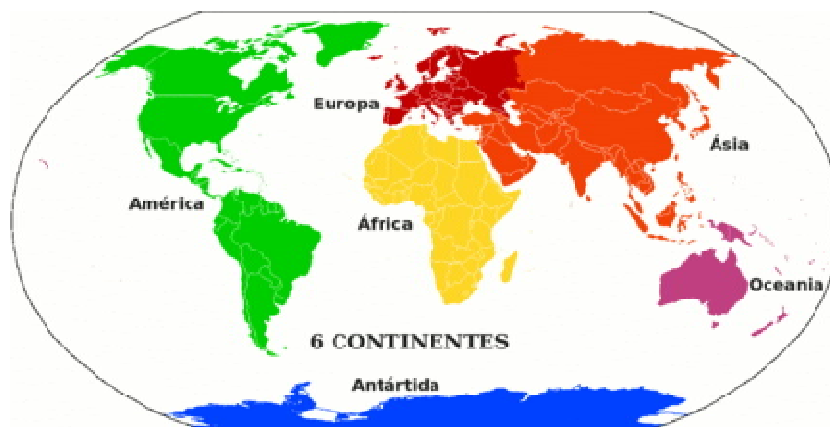 Europa
Ásia
América
África
Oceania
6 CONTINENTES
Antártida